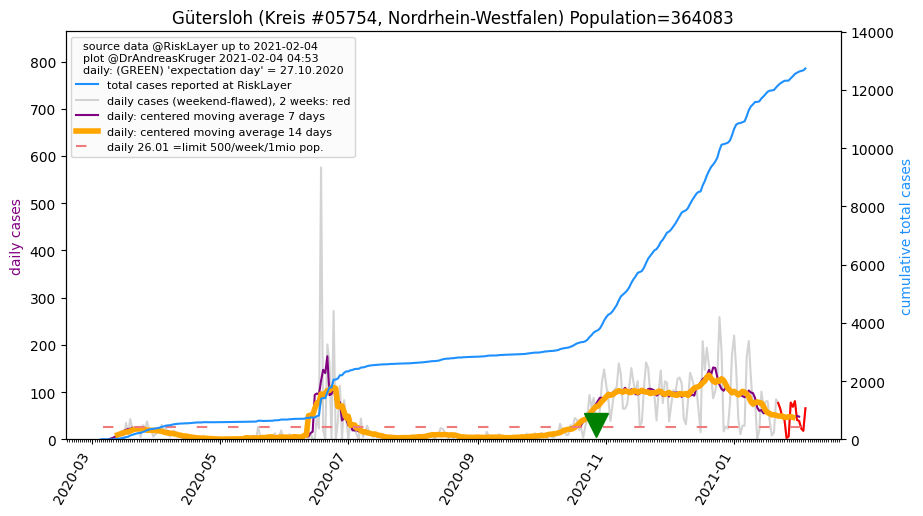 Gütersloh (Kreis #05754, Nordrhein-Westfalen) Population=364083
source data @RiskLayer up to 2021-02-04
plot @DrAndreasKruger 2021-02-04 04:53
daily: (GREEN) 'expectation day' = 27.10.2020
total cases reported at RiskLayer
daily cases (weekend-flawed), 2 weeks: red
daily: centered moving average 7 days
daily: centered moving average 14 days
daily 26.01 =limit 500/week/1mio pop.
daily cases
800
700
600
500
400
300
200
100
0
14000
12000
10000
8000
6000
4000
2000
0
cumulative total cases
2020-03
2020-05
2020-07
2020-09
2020-11
2021-01